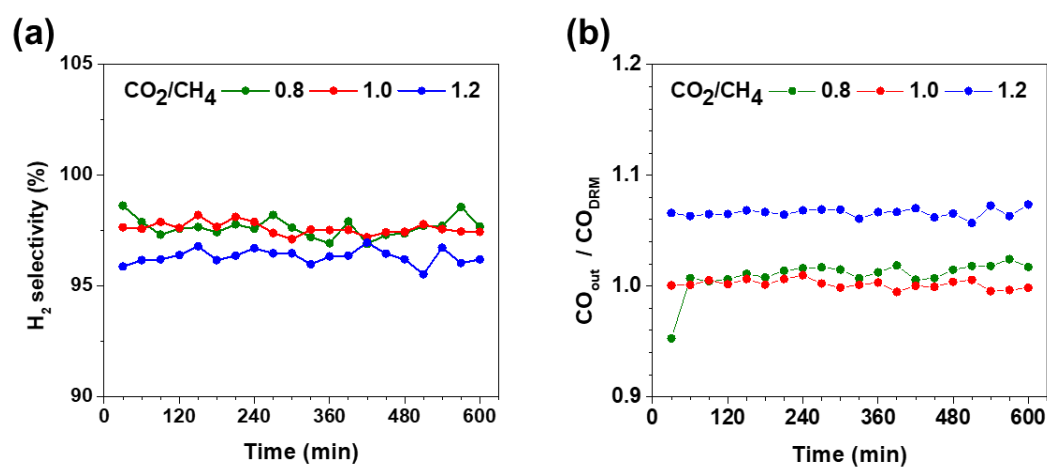 (a)
105
CO2/CH4 0.8 1.0 1.2
100
H2 selectivity (%)
95
90
0 120 240 360 480 600
Time (min)
(b)
1.2
CO2/CH4 0.8 1.0 1.2
1.1
COout / CODRM
1.0
0.9
0 120 240 360 480 600
Time (min)